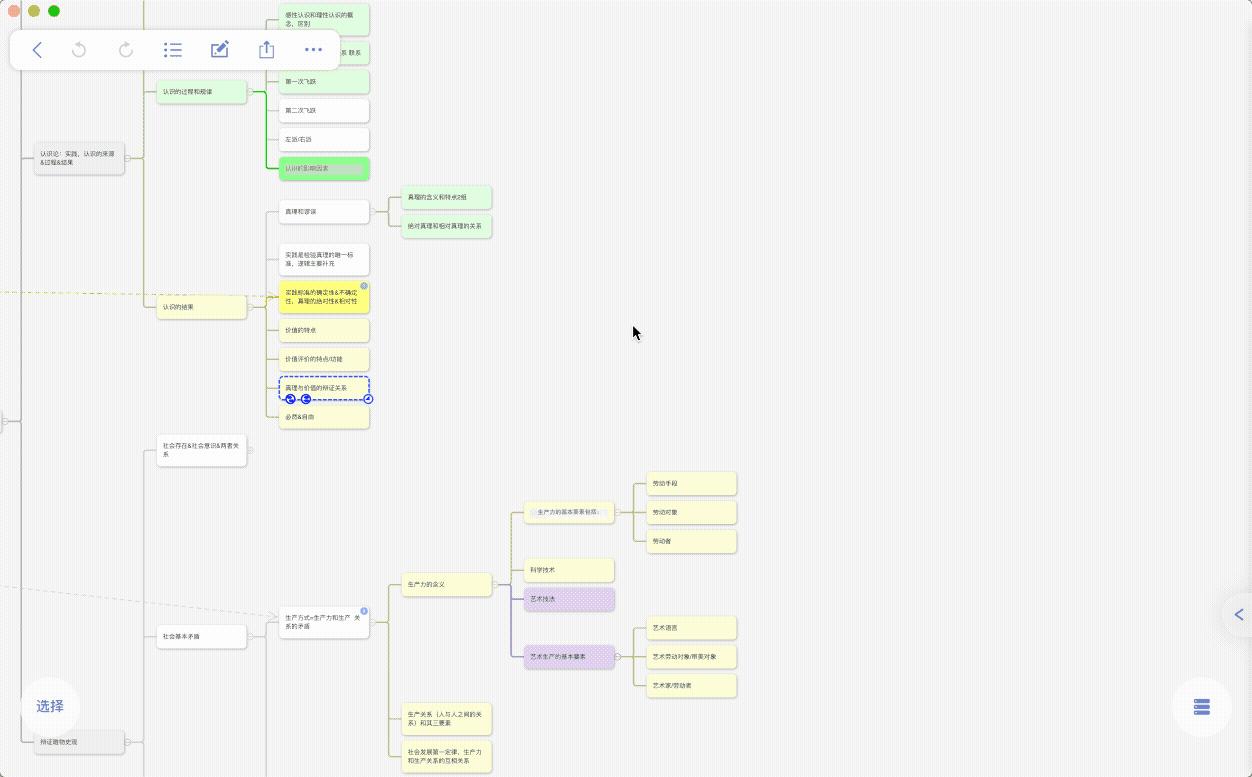 感性认识和理性认识的概
念，区别
系 联系
第一次飞跃
认识的过程和规律
第二次飞跃
左派/右派
认识论：实践，认识的来源
&过程&结果
认识的影响因素
真理的含义和特点2组
真理和谬误
绝对真理和相对真理的关系
实践是检验真理的唯一标
准，逻辑主要补充
实践标准的确定性&不确定
性，真理的绝对性&相对性
认识的结果
价值的特点
价值评价的特点/功能
真理与价值的辩证关系
必然&自由
社会存在&社会意识&两者关
系
劳动手段
生产力的基本要素包括：
劳动对象
劳动者
科学技术
生产力的含义
艺术技法
生产方式=生产力和生产 关
系的矛盾
艺术语言
社会基本矛盾
艺术生产的基本要素
艺术劳动对象/审美对象
艺术家/劳动者
选择
生产关系（人与人之间的关
系）和其三要素
辩证唯物史观
社会发展第一定律，生产力
和生产关系的互相关系